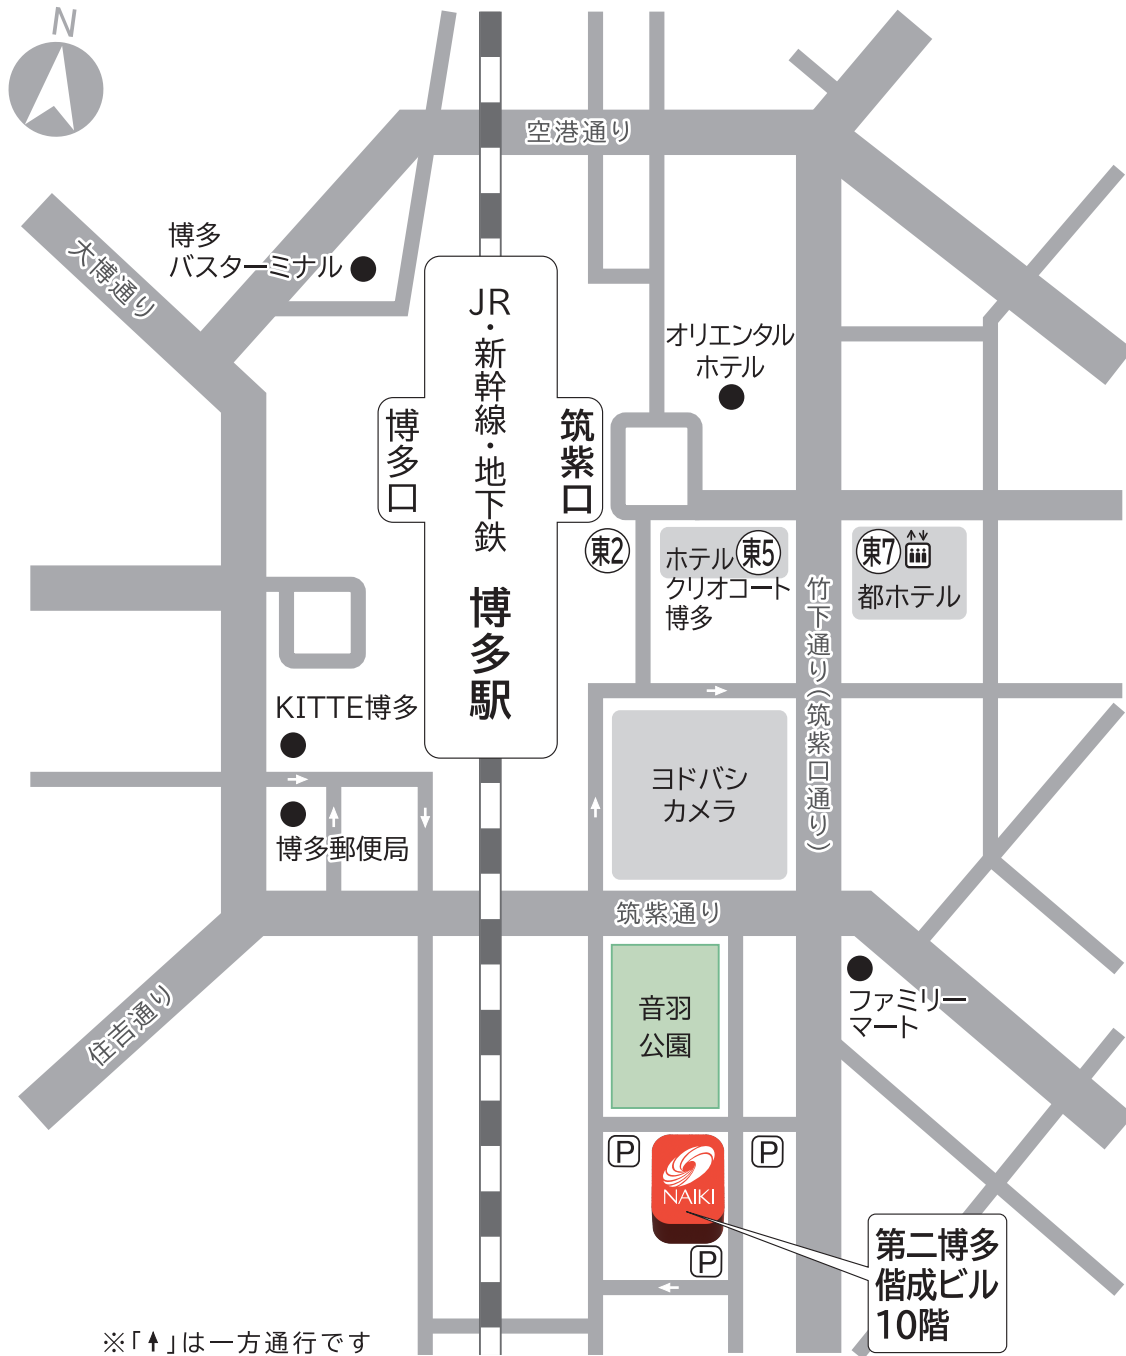 N
空港通り
大博通り
博多
バスターミナル
JR・新幹線・地下鉄
博多駅
博多口
筑紫口
オリエンタル
ホテル
東2
東5
ホテル
クリオコート
博多
東7
都ホテル
竹下通り(筑紫口通り)
KITTE博多
博多郵便局
ヨドバシ
カメラ
筑紫通り
住吉通り
音羽
公園
ファミリー
マート
P
P
NAIKI
P
第二博多
偕成ビル
10階
※「↑」は一方通行です